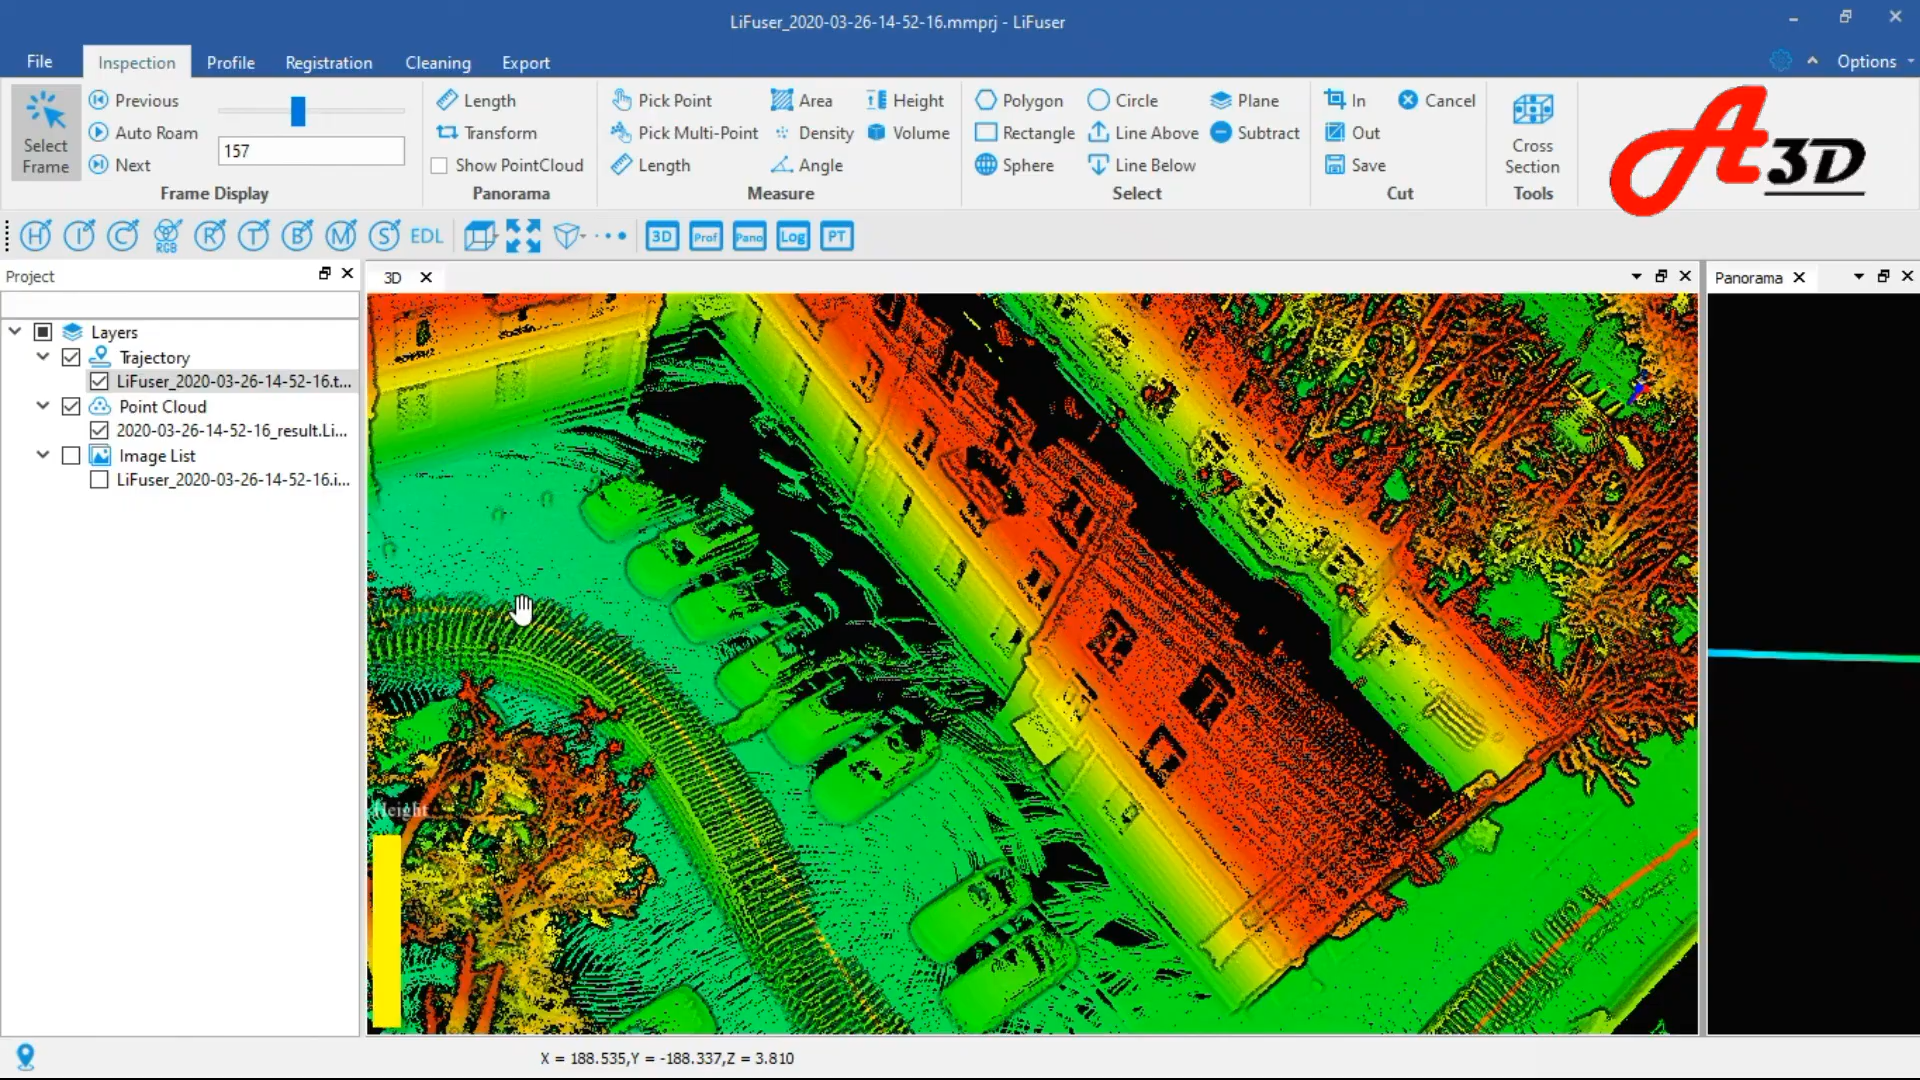 LiFuser_2020-03-26-14-52-16.mmprj - LiFuser
File Inspection Profile Registration Cleaning Export Options
Select Frame
Previous
Auto Roam
Next
157
Frame Display
Length
Transform
Show PointCloud
Panorama
Pick Point Area Height
Pick Multi-Point Density Volume
Length Angle
Measure
Polygon Circle Plane
Rectangle Line Above Subtract
Sphere Line Below
Select
In Cancel
Out
Save
Cut
Cross
Section
Tools
A3D
H I C RGB R T B M S EDL 3D Prof Pano Log PT
Project
3D
Panorama
Layers
Trajectory
LiFuser_2020-03-26-14-52-16.t...
Point Cloud
2020-03-26-14-52-16_result.Li...
Image List
LiFuser_2020-03-26-14-52-16.i...
Height
X = 188.535,Y = -188.337,Z = 3.810